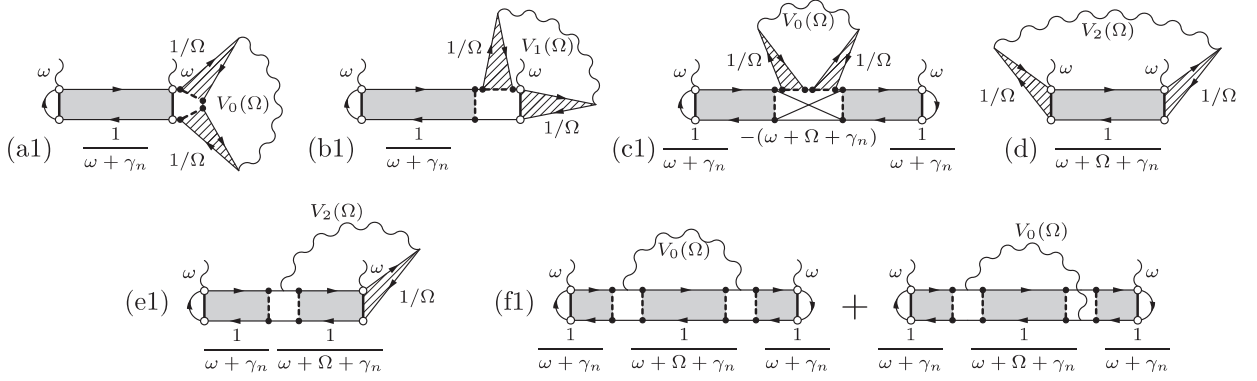 (a1) ω ω 1/Ω V₀(Ω) 1/Ω 1/(ω + γₙ)
(b1) 1/Ω V₁(Ω) ω 1/Ω 1/(ω + γₙ)
(c1) ω 1/Ω V₀(Ω) 1/Ω ω 1/(ω + γₙ) −(ω + Ω + γₙ) 1/(ω + γₙ)
(d) V₂(Ω) 1/Ω ω ω 1/Ω 1/(ω + Ω + γₙ)
(e1) ω V₂(Ω) ω 1/Ω 1/(ω + γₙ) 1/(ω + Ω + γₙ)
(f1) ω V₀(Ω) ω 1/(ω + γₙ) 1/(ω + Ω + γₙ) 1/(ω + γₙ) + ω V₀(Ω) ω 1/(ω + γₙ) 1/(ω + Ω + γₙ) 1/(ω + γₙ)